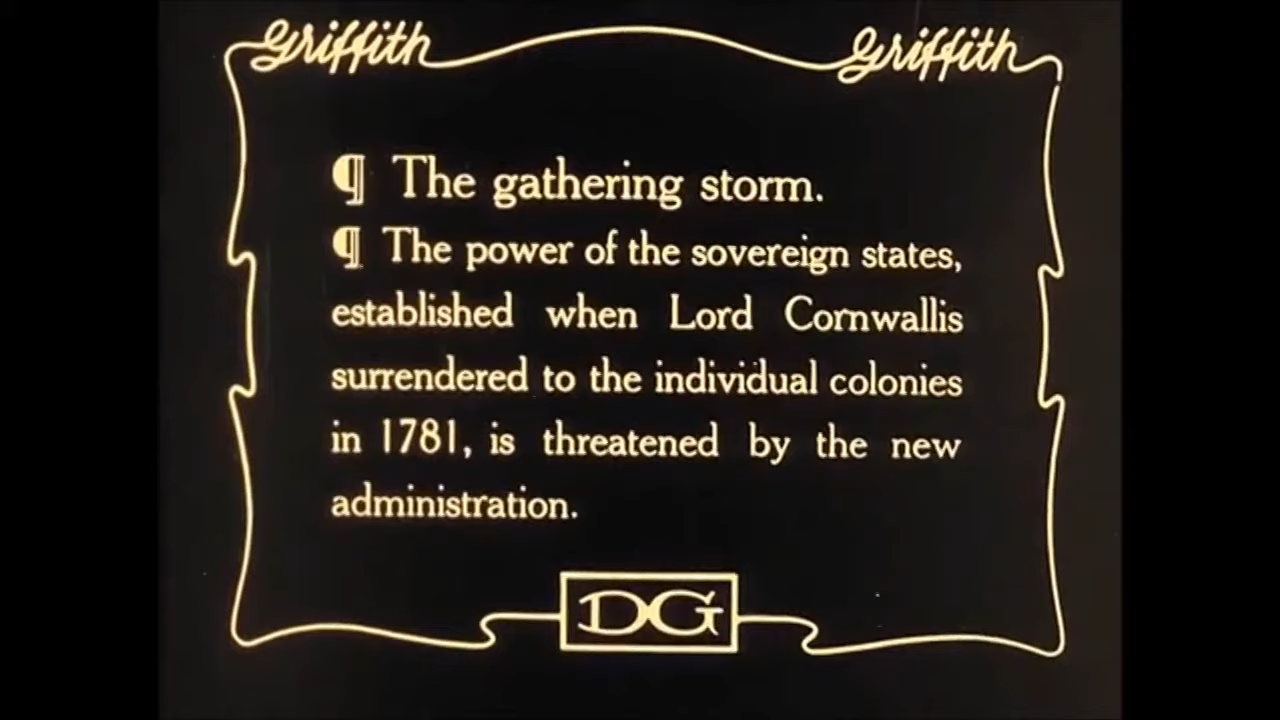 Griffith Griffith
¶ The gathering storm.
¶ The power of the sovereign states,
established when Lord Cornwallis
surrendered to the individual colonies
in 1781, is threatened by the new
administration.
DG